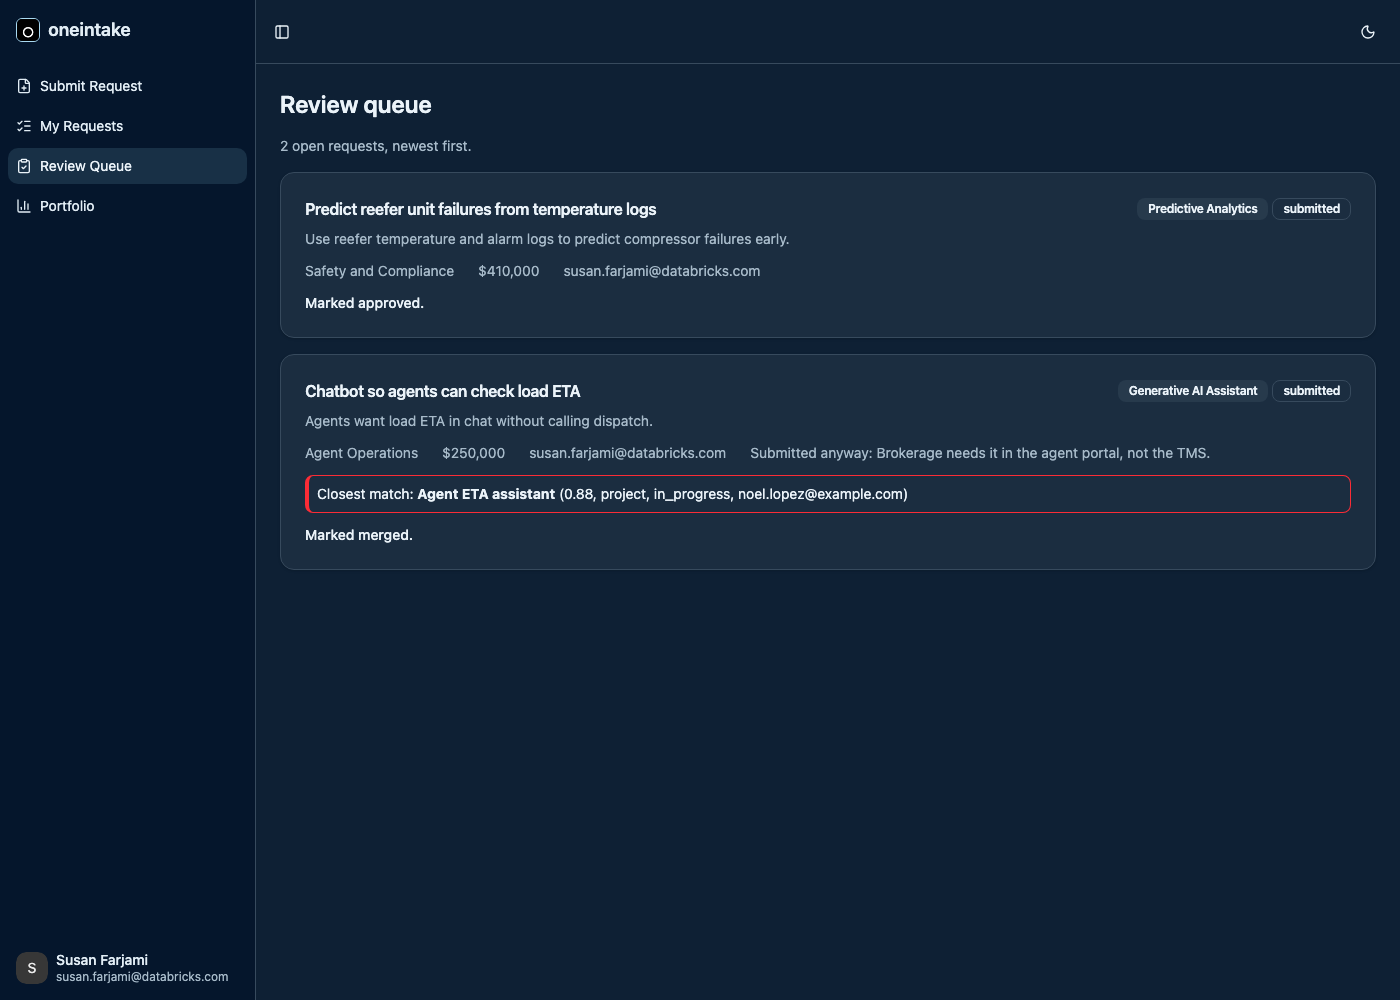 oneintake
Submit Request
My Requests
Review Queue
Portfolio
Review queue
2 open requests, newest first.
Predict reefer unit failures from temperature logs
Predictive Analytics
submitted
Use reefer temperature and alarm logs to predict compressor failures early.
Safety and Compliance $410,000 susan.farjami@databricks.com
Marked approved.
Chatbot so agents can check load ETA
Generative AI Assistant
submitted
Agents want load ETA in chat without calling dispatch.
Agent Operations $250,000 susan.farjami@databricks.com Submitted anyway: Brokerage needs it in the agent portal, not the TMS.
Closest match: Agent ETA assistant (0.88, project, in_progress, noel.lopez@example.com)
Marked merged.
S
Susan Farjami
susan.farjami@databricks.com